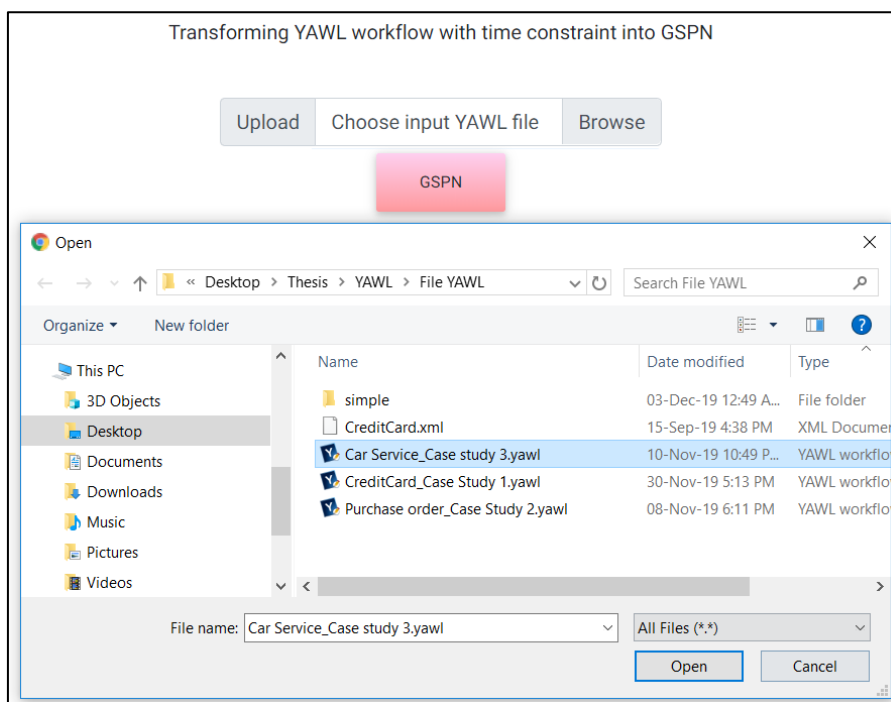 Transforming YAWL workflow with time constraint into GSPN
Upload Choose input YAWL file Browse
GSPN
Open
« Desktop > Thesis > YAWL > File YAWL Search File YAWL
Organize New folder
Name Date modified Type
This PC
3D Objects
Desktop
Documents
Downloads
Music
Pictures
Videos
simple 03-Dec-19 12:49 A... File folder
CreditCard.xml 15-Sep-19 4:38 PM XML Documen
Car Service_Case study 3.yawl 10-Nov-19 10:49 P... YAWL workflo
CreditCard_Case Study 1.yawl 30-Nov-19 5:13 PM YAWL workflo
Purchase order_Case Study 2.yawl 08-Nov-19 6:11 PM YAWL workflo
File name: Car Service_Case study 3.yawl All Files (*.*)
Open Cancel